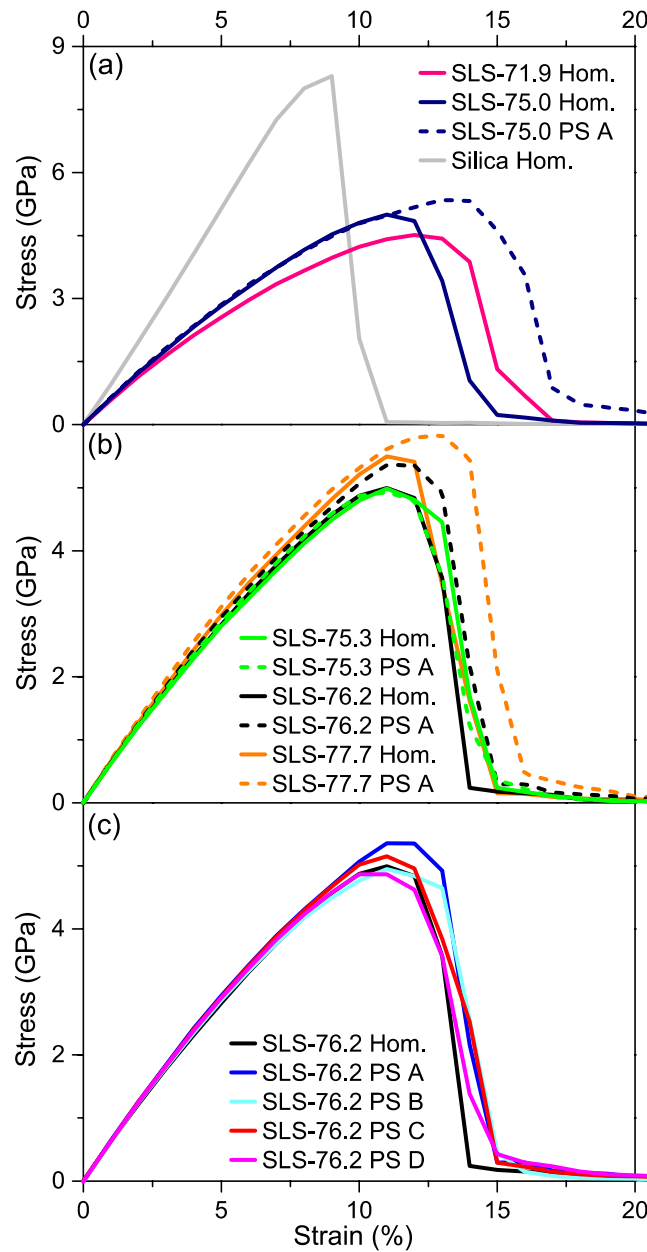 0 5 10 15 20
9
(a)
SLS-71.9 Hom.
SLS-75.0 Hom.
SLS-75.0 PS A
Silica Hom.
6
3
0
Stress (GPa)
(b)
4
2
0
Stress (GPa)
SLS-75.3 Hom.
SLS-75.3 PS A
SLS-76.2 Hom.
SLS-76.2 PS A
SLS-77.7 Hom.
SLS-77.7 PS A
(c)
4
2
0
Stress (GPa)
SLS-76.2 Hom.
SLS-76.2 PS A
SLS-76.2 PS B
SLS-76.2 PS C
SLS-76.2 PS D
0 5 10 15 20
Strain (%)